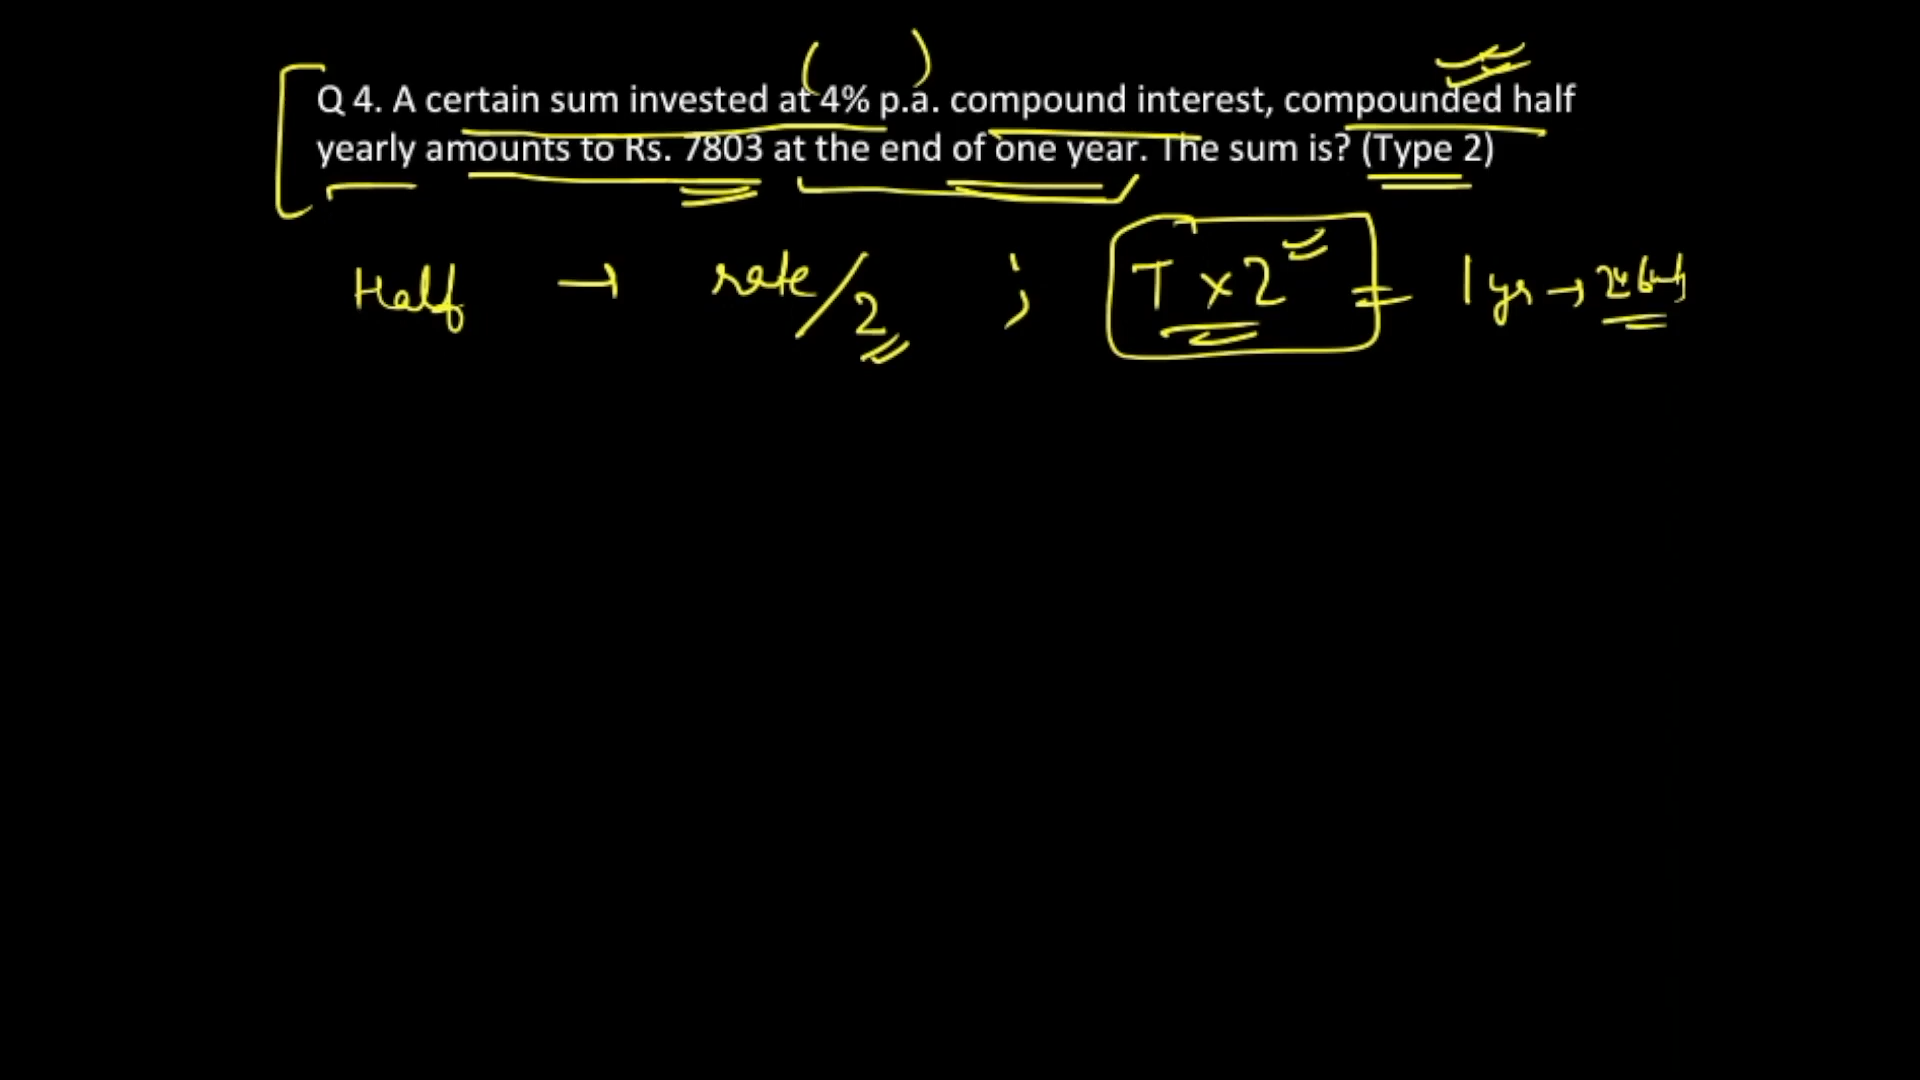 Q 4. A certain sum invested at 4% p.a. compound interest, compounded half
yearly amounts to Rs. 7803 at the end of one year. The sum is? (Type 2)
Half → rate/2 ; T × 2 = 1 yr →